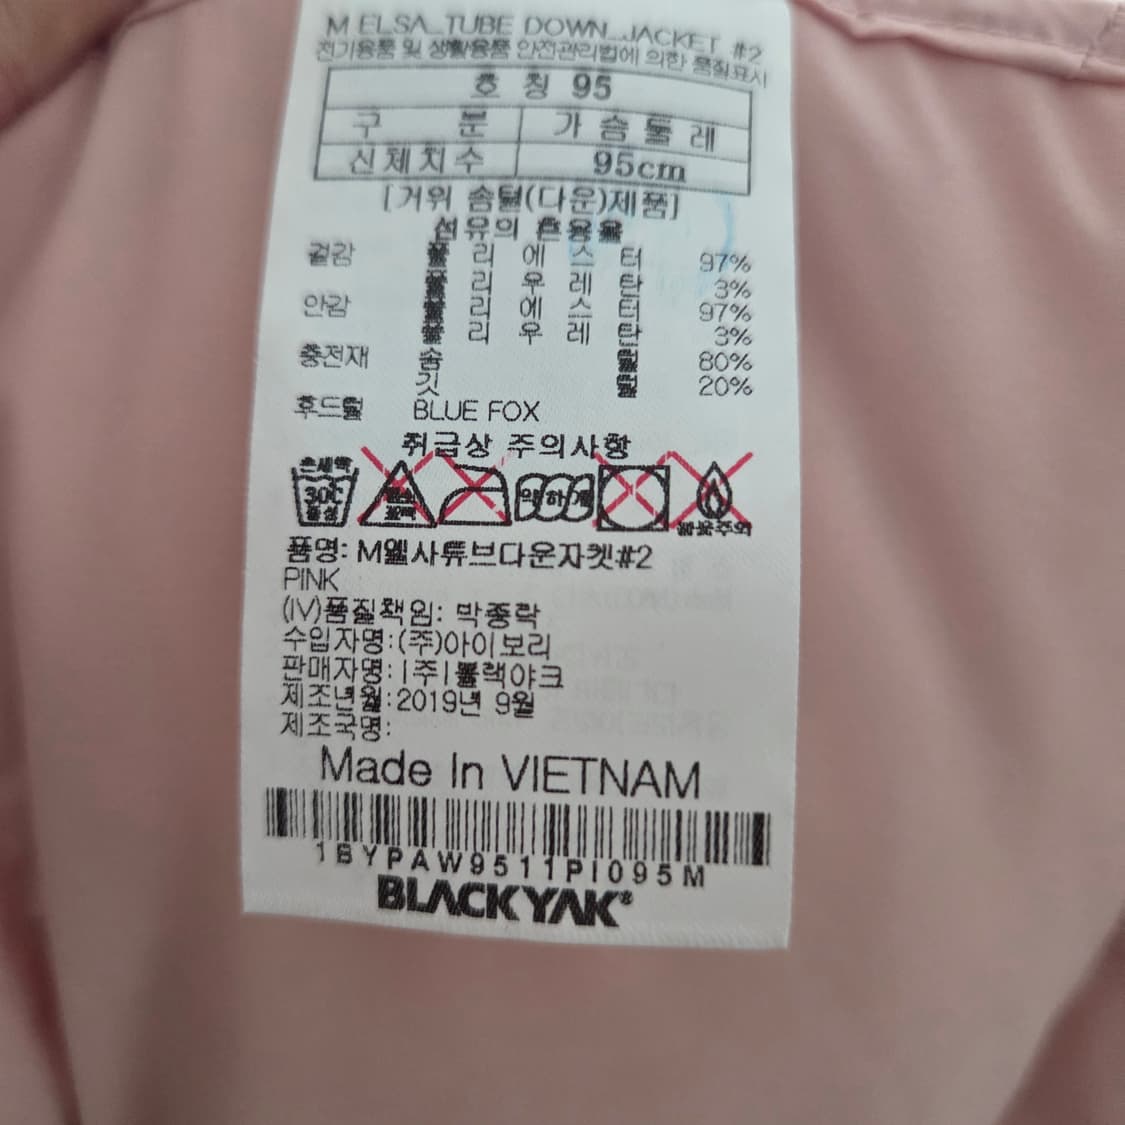 M ELSA_TUBE DOWN_JACKET #2
전기용품 및 생활용품 안전관리법에 의한 품질표시
호 칭 95
구 분 가 슴 둘 레
신 체 치 수 95cm
[거위 솜털(다운)제품]
섬유의 혼용율
겉감 폴 리 에 스 터 97%
폴 리 우 레 탄 3%
안감 폴 리 에 스 터 97%
폴 리 우 레 탄 3%
충전재 솜 털 80%
깃 털 20%
후드털 BLUE FOX
취급상 주의사항
손세탁
30C
중성
약하게
품명: M엘사튜브다운자켓#2
PINK
(IV)품질책임: 박종락
수입자명:(주)아이보리
판매자명:(주)블랙야크
제조년월:2019년 9월
제조국명:
Made In VIETNAM
1BYPAW9511PI095M
BLACKYAK®